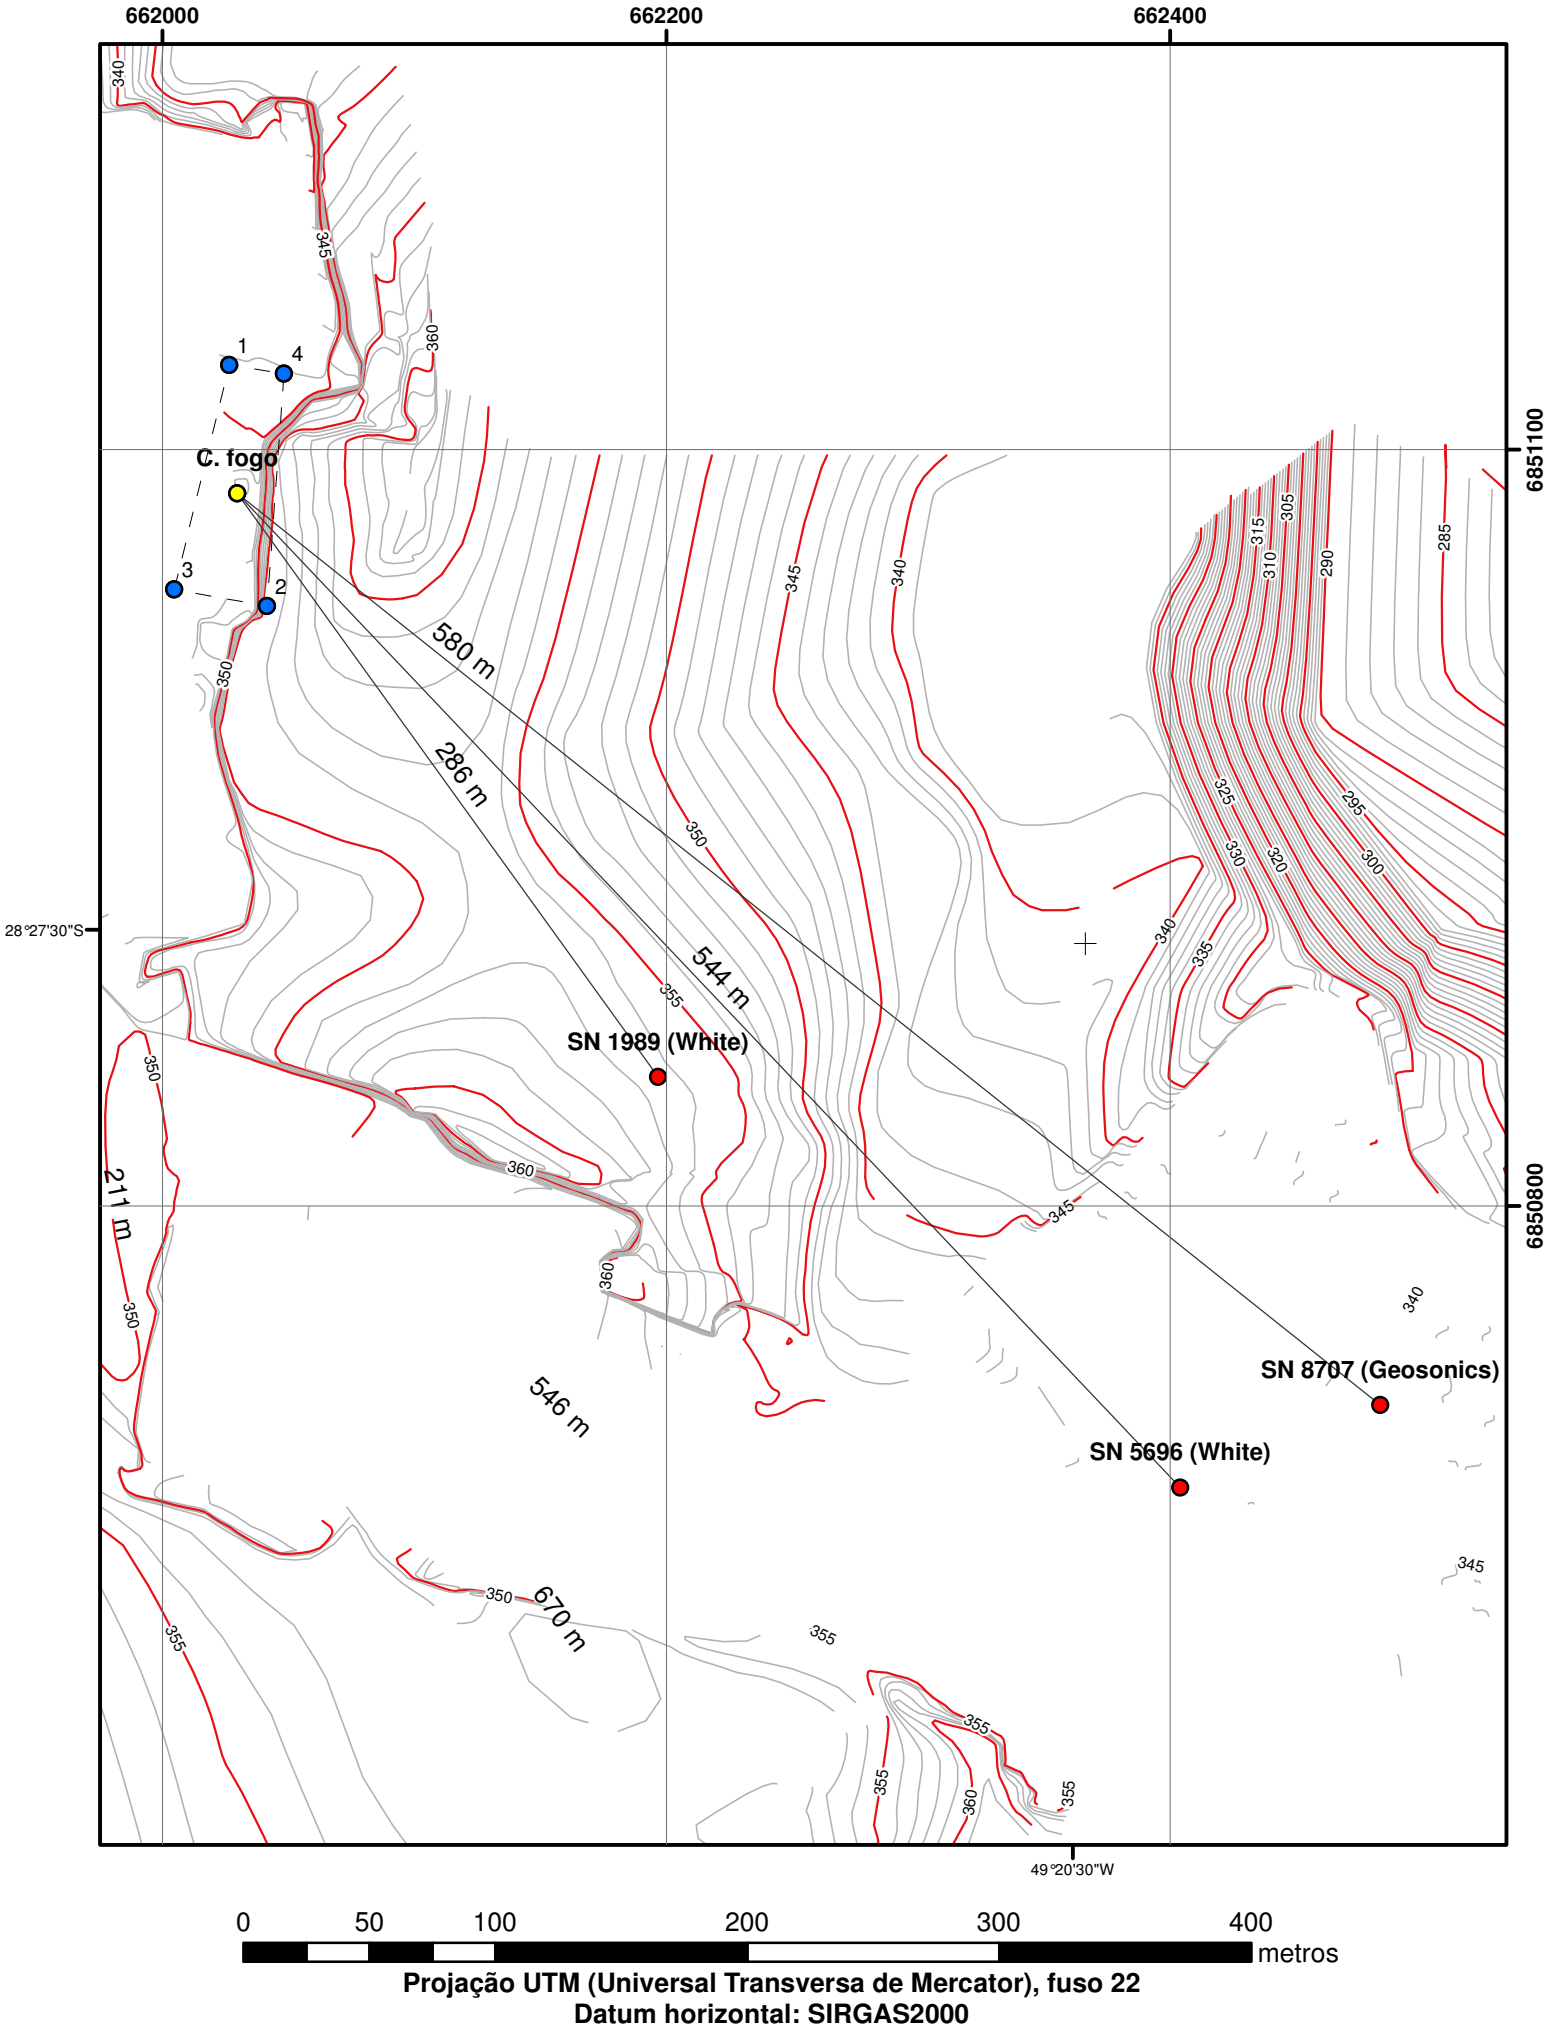 662000 662200 662400
340
345
360
1
4
C. fogo
6851100
305
315
310
290
285
345
340
3
2
580 m
350
286 m
325
295
350
330
320
300
28°27'30"S
340
335
544 m
355
SN 1989 (White)
350
360
211 m
6850800
345
360
350
340
SN 8707 (Geosonics)
546 m
SN 5696 (White)
345
350
670 m
355
355
355
355
360
355
49°20'30"W
0 50 100 200 300 400
metros
Projação UTM (Universal Transversa de Mercator), fuso 22
Datum horizontal: SIRGAS2000